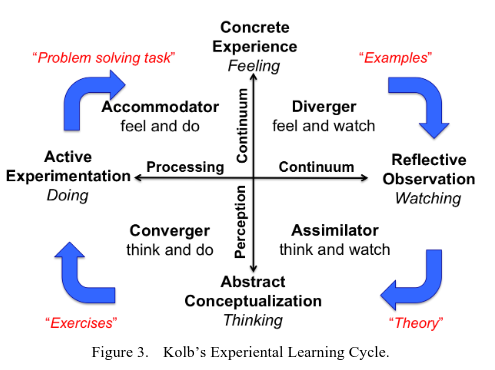 Concrete
Experience
Feeling
"Problem solving task"
"Examples"
Accommodator
feel and do
Diverger
feel and watch
Continuum
Active
Experimentation
Doing
Processing
Continuum
Reflective
Observation
Watching
Perception
Converger
think and do
Assimilator
think and watch
Abstract
Conceptualization
Thinking
"Exercises"
"Theory"
Figure 3. Kolb's Experiental Learning Cycle.